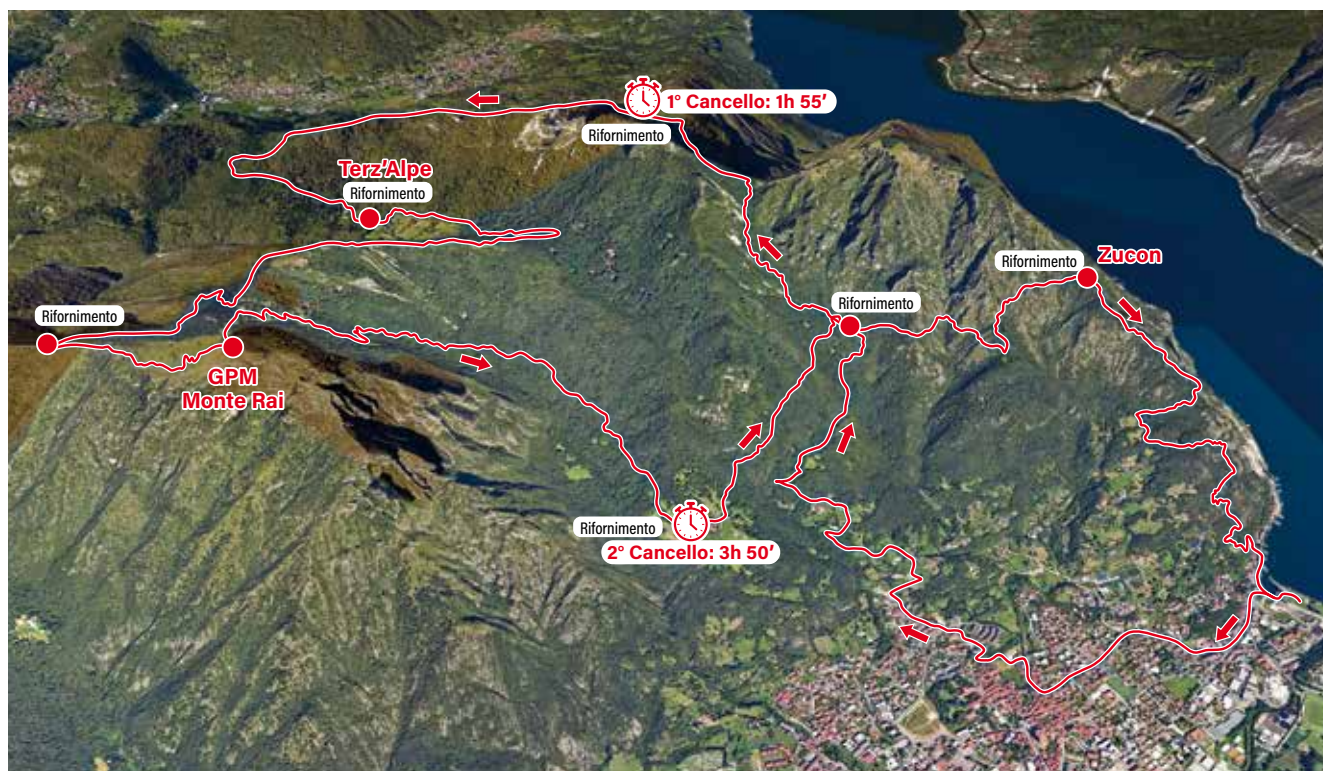 1° Cancello: 1h 55’
Rifornimento
Terz’Alpe
Rifornimento
Zucon
Rifornimento
Rifornimento
Rifornimento
GPM
Monte Rai
Rifornimento
2° Cancello: 3h 50’